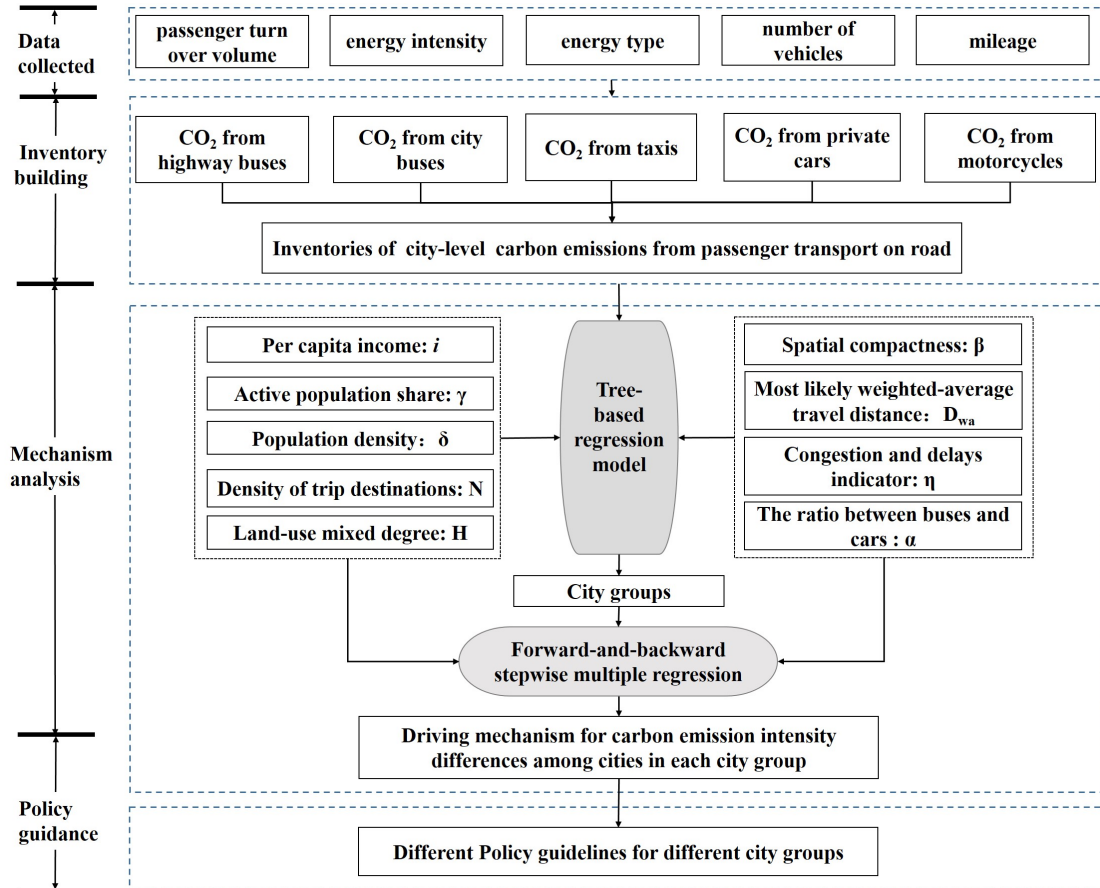 Data
collected
passenger turn
over volume
energy intensity
energy type
number of
vehicles
mileage
Inventory
building
CO₂ from
highway buses
CO₂ from city
buses
CO₂ from taxis
CO₂ from private
cars
CO₂ from
motorcycles
Inventories of city-level carbon emissions from passenger transport on road
Mechanism
analysis
Per capita income: i
Active population share: γ
Population density： δ
Density of trip destinations: N
Land-use mixed degree: H
Tree-
based
regression
model
Spatial compactness: β
Most likely weighted-average
travel distance： Dwa
Congestion and delays
indicator: η
The ratio between buses and
cars : α
City groups
Forward-and-backward
stepwise multiple regression
Driving mechanism for carbon emission intensity
differences among cities in each city group
Policy
guidance
Different Policy guidelines for different city groups